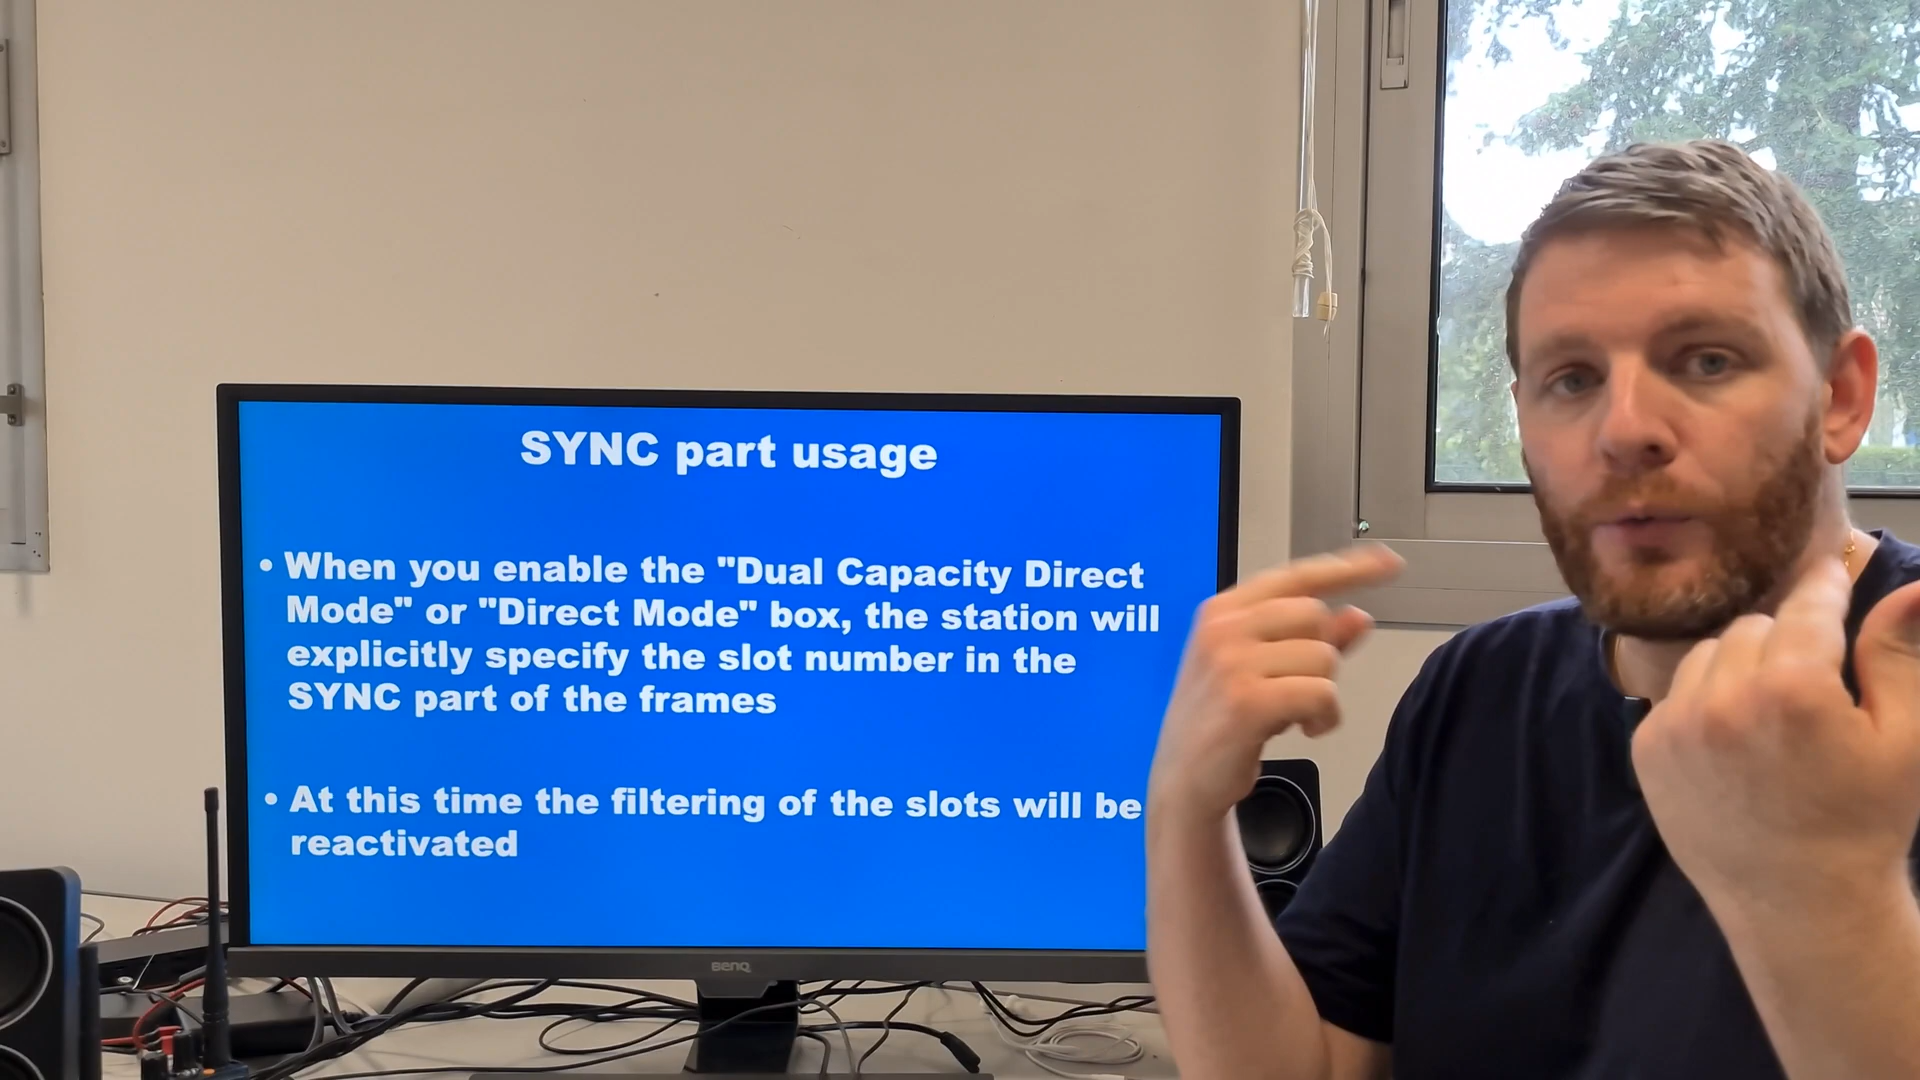 SYNC part usage
• When you enable the "Dual Capacity Direct
Mode" or "Direct Mode" box, the station will
explicitly specify the slot number in the
SYNC part of the frames
• At this time the filtering of the slots will be
reactivated
BenQ